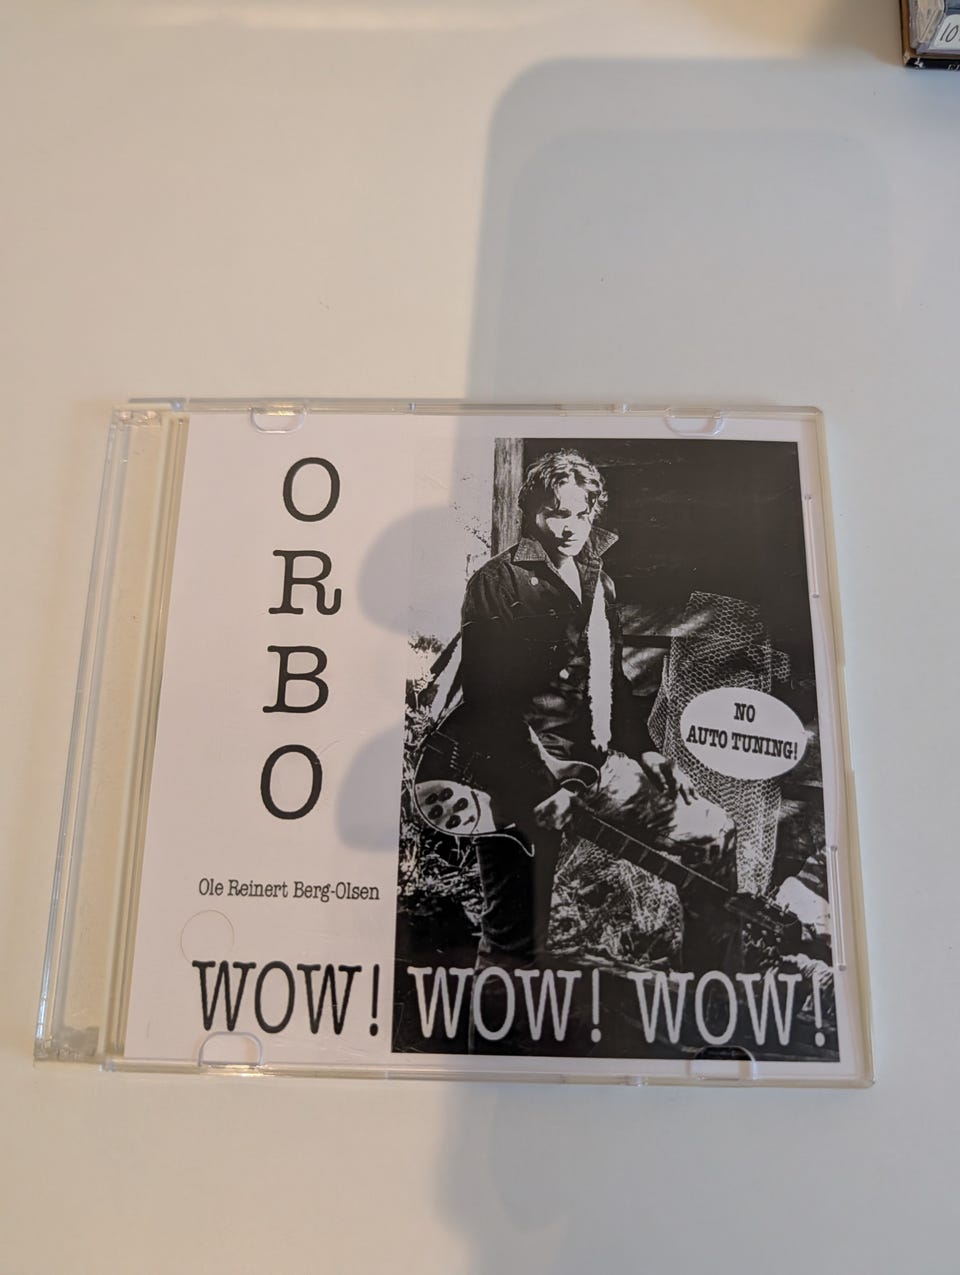 O
R
B
O
Ole Reinert Berg-Olsen
NO
AUTO TUNING!
WOW! WOW! WOW!